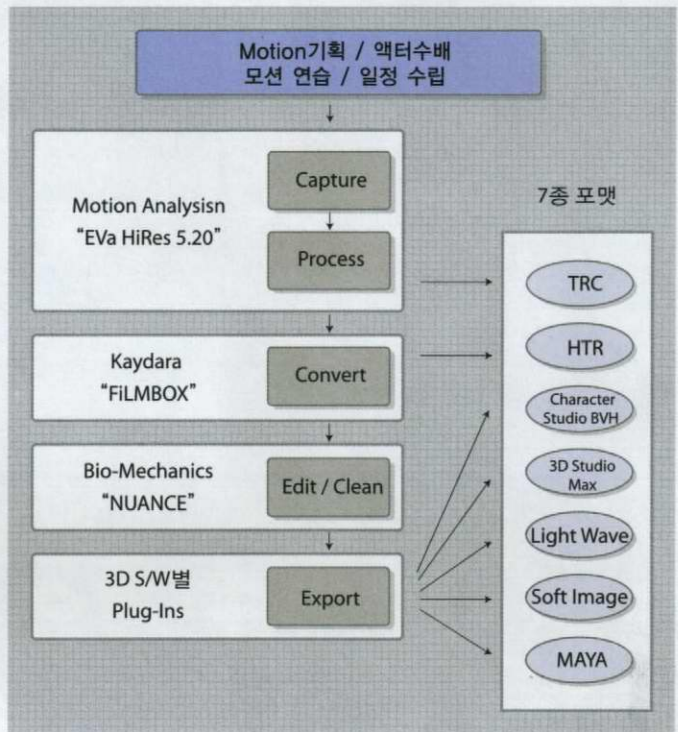 Motion기획 / 액터수배
모션 연습 / 일정 수립
Motion Analysisn
“EVa HiRes 5.20”
Capture
Process
Kaydara
“FiLMBOX”
Convert
Bio-Mechanics
“NUANCE”
Edit / Clean
3D S/W별
Plug-Ins
Export
7종 포맷
TRC
HTR
Character
Studio BVH
3D Studio
Max
Light Wave
Soft Image
MAYA